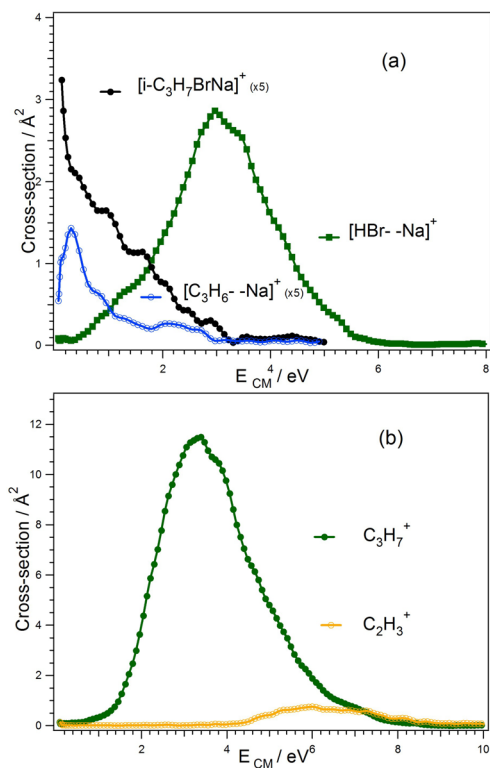 4
(a)
[i-C₃H₇BrNa]⁺ (x5)
3
Cross-section / Å²
2
[HBr- -Na]⁺
1
[C₃H₆- -Na]⁺ (x5)
0
2 4 6 8
E CM / eV
12
(b)
10
C₃H₇⁺
8
Cross-section / Å²
6
C₂H₃⁺
4
2
0
2 4 6 8 10
E CM / eV